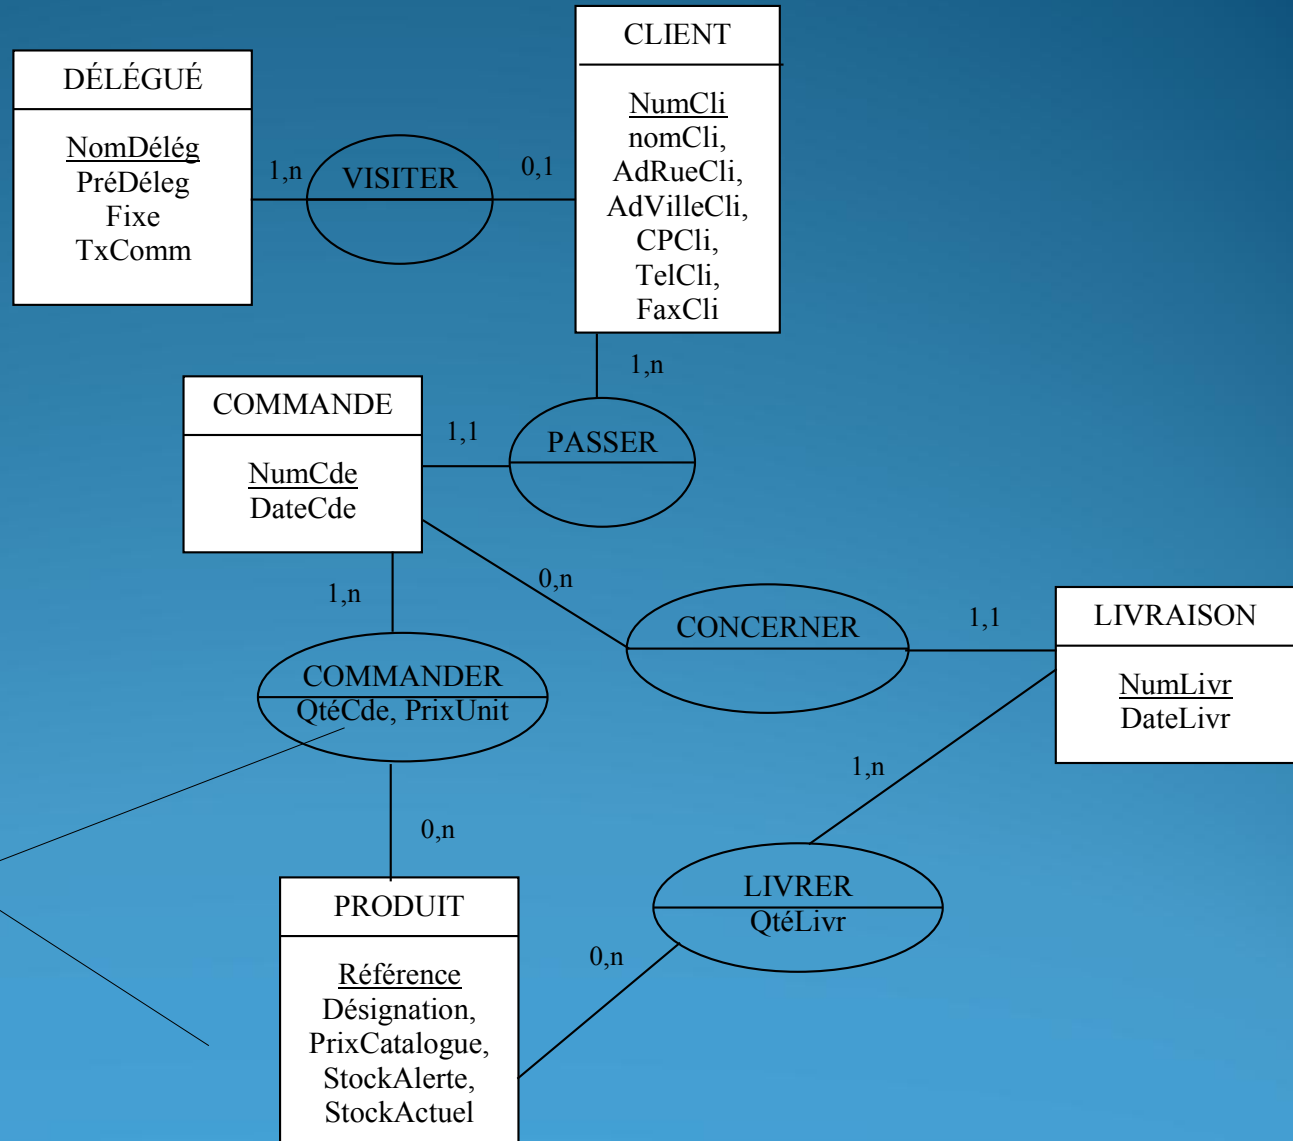 CLIENT
NumCli
nomCli,
AdRueCli,
AdVilleCli,
CPCli,
TelCli,
FaxCli
DÉLÉGUÉ
NomDélég
PréDéleg
Fixe
TxComm
1,n
VISITER
0,1
1,n
COMMANDE
NumCde
DateCde
1,1
PASSER
1,n
0,n
CONCERNER
1,1
LIVRAISON
NumLivr
DateLivr
COMMANDER
QtéCde, PrixUnit
1,n
0,n
LIVRER
QtéLivr
0,n
PRODUIT
Référence
Désignation,
PrixCatalogue,
StockAlerte,
StockActuel